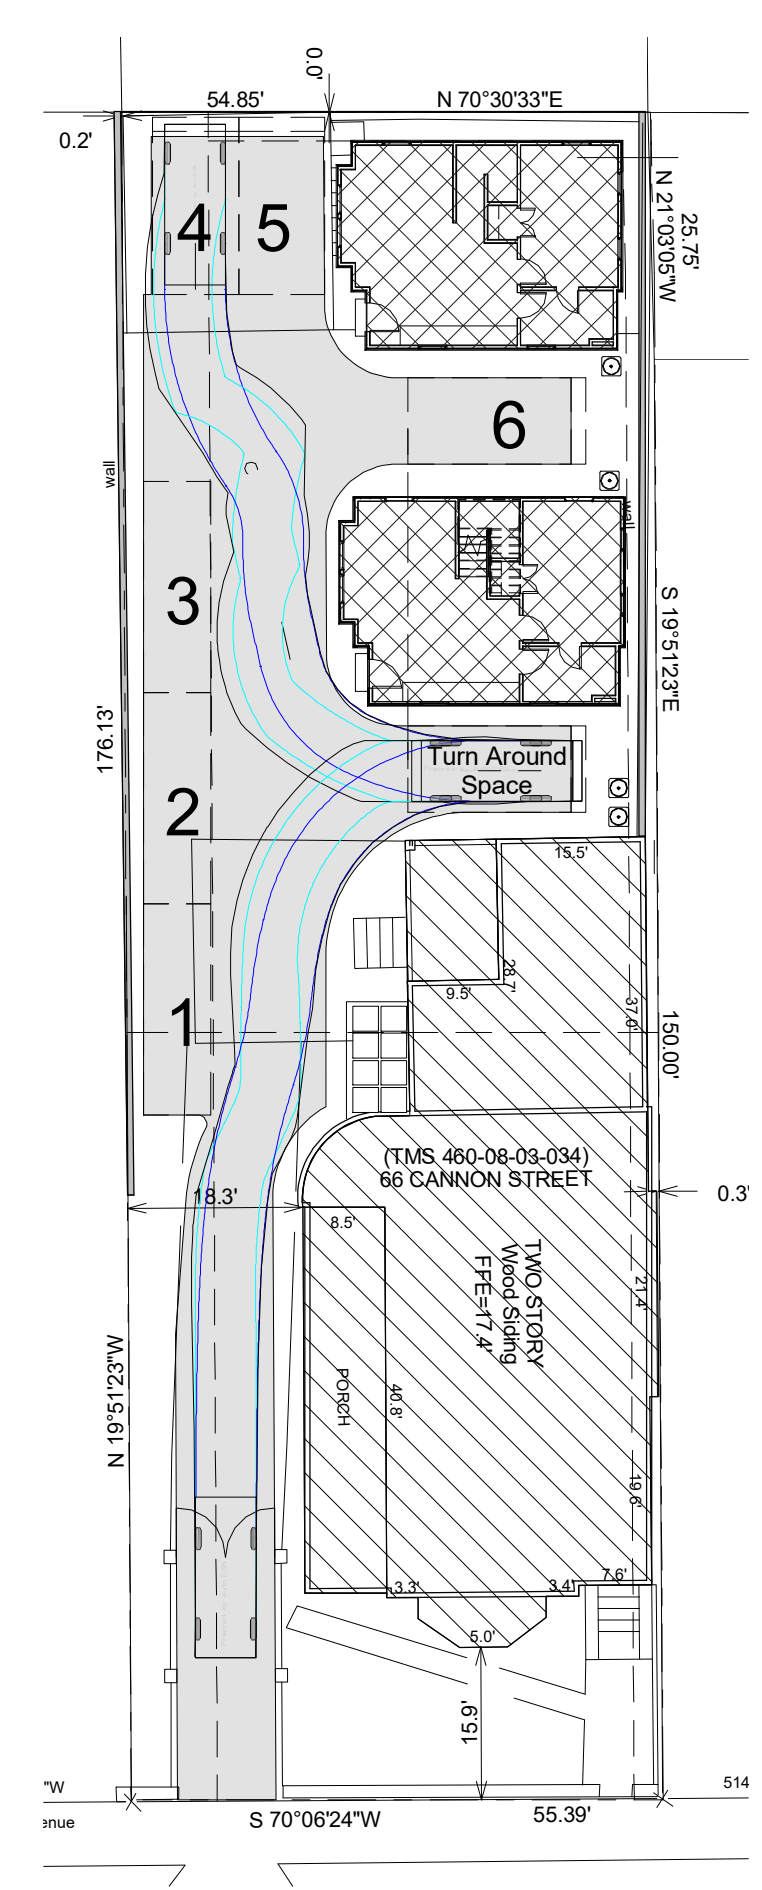 0.0'
54.85'
N 70°30'33"E
0.2'
25.75'
N 21°03'05"W
4
5
6
wall
wall
3
S 19°51'23"E
176.13'
Turn Around
Space
2
15.5'
28.7'
9.5'
37.0'
1
150.00'
(TMS 460-08-03-034)
66 CANNON STREET
18.3'
0.3'
8.5'
TWO STORY
Wood Siding
FFE=17.4'
21.4'
N 19°51'23"W
PORCH
40.8'
19.6'
7.6'
3.3'
3.4'
5.0'
15.9'
"W
514
enue
S 70°06'24"W
55.39'